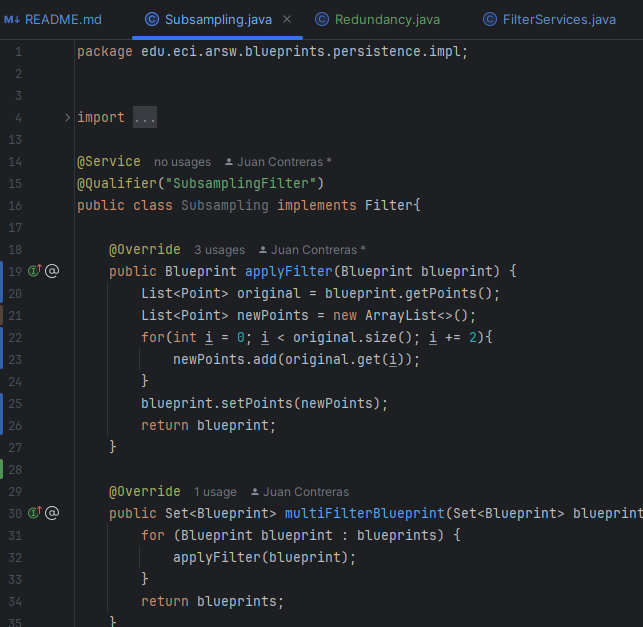 README.md Subsampling.java × Redundancy.java FilterServices.java
1 package edu.eci.arsw.blueprints.persistence.impl;
2
3
4 import ...
13
14 @Service no usages Juan Contreras *
15 @Qualifier("SubsamplingFilter")
16 public class Subsampling implements Filter{
17
18 @Override 3 usages Juan Contreras *
19 public Blueprint applyFilter(Blueprint blueprint) {
20 List<Point> original = blueprint.getPoints();
21 List<Point> newPoints = new ArrayList<>();
22 for(int i = 0; i < original.size(); i += 2){
23 newPoints.add(original.get(i));
24 }
25 blueprint.setPoints(newPoints);
26 return blueprint;
27 }
28
29 @Override 1 usage Juan Contreras
30 public Set<Blueprint> multiFilterBlueprint(Set<Blueprint> blueprint
31 for (Blueprint blueprint : blueprints) {
32 applyFilter(blueprint);
33 }
34 return blueprints;
35 }